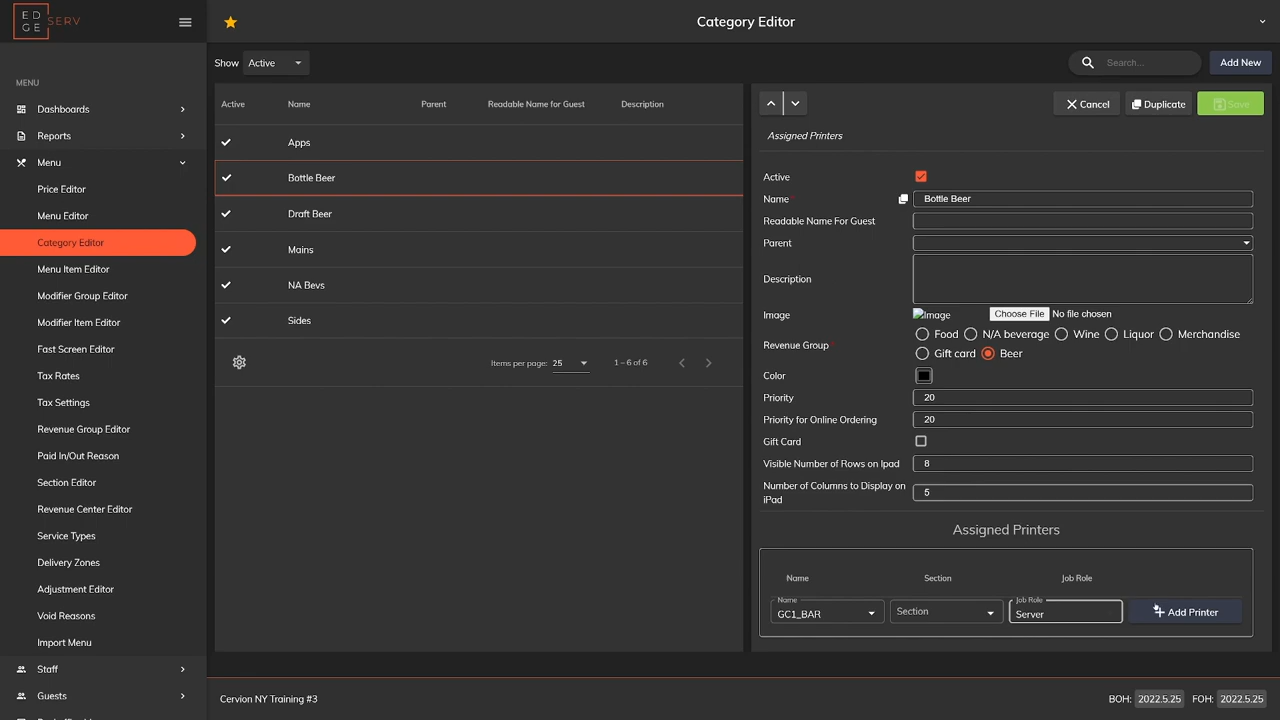 ED
GE SERV
Category Editor
Show Active
Search...
Add New
MENU
Dashboards
Reports
Menu
Price Editor
Menu Editor
Category Editor
Menu Item Editor
Modifier Group Editor
Modifier Item Editor
Fast Screen Editor
Tax Rates
Tax Settings
Revenue Group Editor
Paid In/Out Reason
Section Editor
Revenue Center Editor
Service Types
Delivery Zones
Adjustment Editor
Void Reasons
Import Menu
Staff
Guests
Active Name Parent Readable Name for Guest Description
Apps
Bottle Beer
Draft Beer
Mains
NA Bevs
Sides
Items per page: 25 1 – 6 of 6
Cancel Duplicate Save
Assigned Printers
Active
Name * Bottle Beer
Readable Name For Guest
Parent
Description
Image Image Choose File No file chosen
Revenue Group * Food N/A beverage Wine Liquor Merchandise
Gift card Beer
Color
Priority 20
Priority for Online Ordering 20
Gift Card
Visible Number of Rows on Ipad 8
Number of Columns to Display on
iPad 5
Assigned Printers
Name Section Job Role
Name
GC1_BAR
Section
Job Role
Server
Add Printer
Cervion NY Training #3
BOH: 2022.5.25 FOH: 2022.5.25